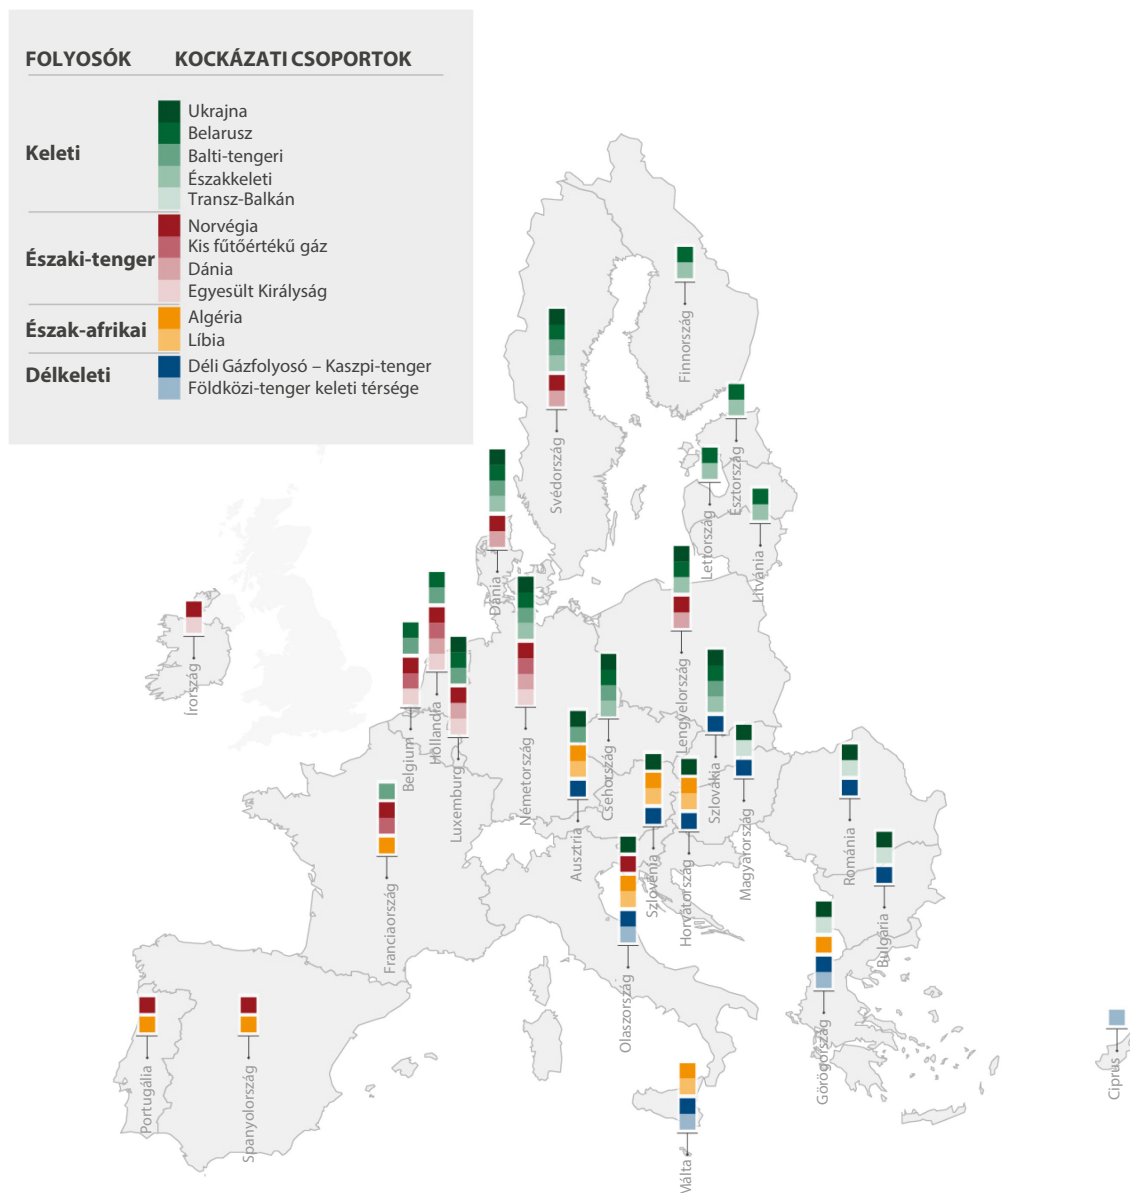 FOLYOSÓK KOCKÁZATI CSOPORTOK
Keleti
Ukrajna
Belarusz
Balti-tengeri
Északkeleti
Transz-Balkán
Északi-tenger
Norvégia
Kis fűtőértékű gáz
Dánia
Egyesült Királyság
Észak-afrikai
Algéria
Líbia
Délkeleti
Déli Gázfolyosó – Kaszpi-tenger
Földközi-tenger keleti térsége
Finnország
Svédország
Észtország
Lettország
Litvánia
Dánia
Írország
Belgium
Hollandia
Luxemburg
Németország
Csehország
Lengyelország
Szlovákia
Magyarország
Ausztria
Szlovénia
Horvátország
Románia
Bulgária
Franciaország
Olaszország
Görögország
Portugália
Spanyolország
Málta
Ciprus